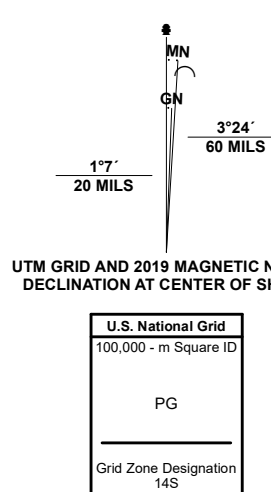 MN
GN
3°24´
60 MILS
1°7´
20 MILS
UTM GRID AND 2019 MAGNETIC
DECLINATION AT CENTER OF
U.S. National Grid
100,000 - m Square ID
PG
Grid Zone Designation
14S